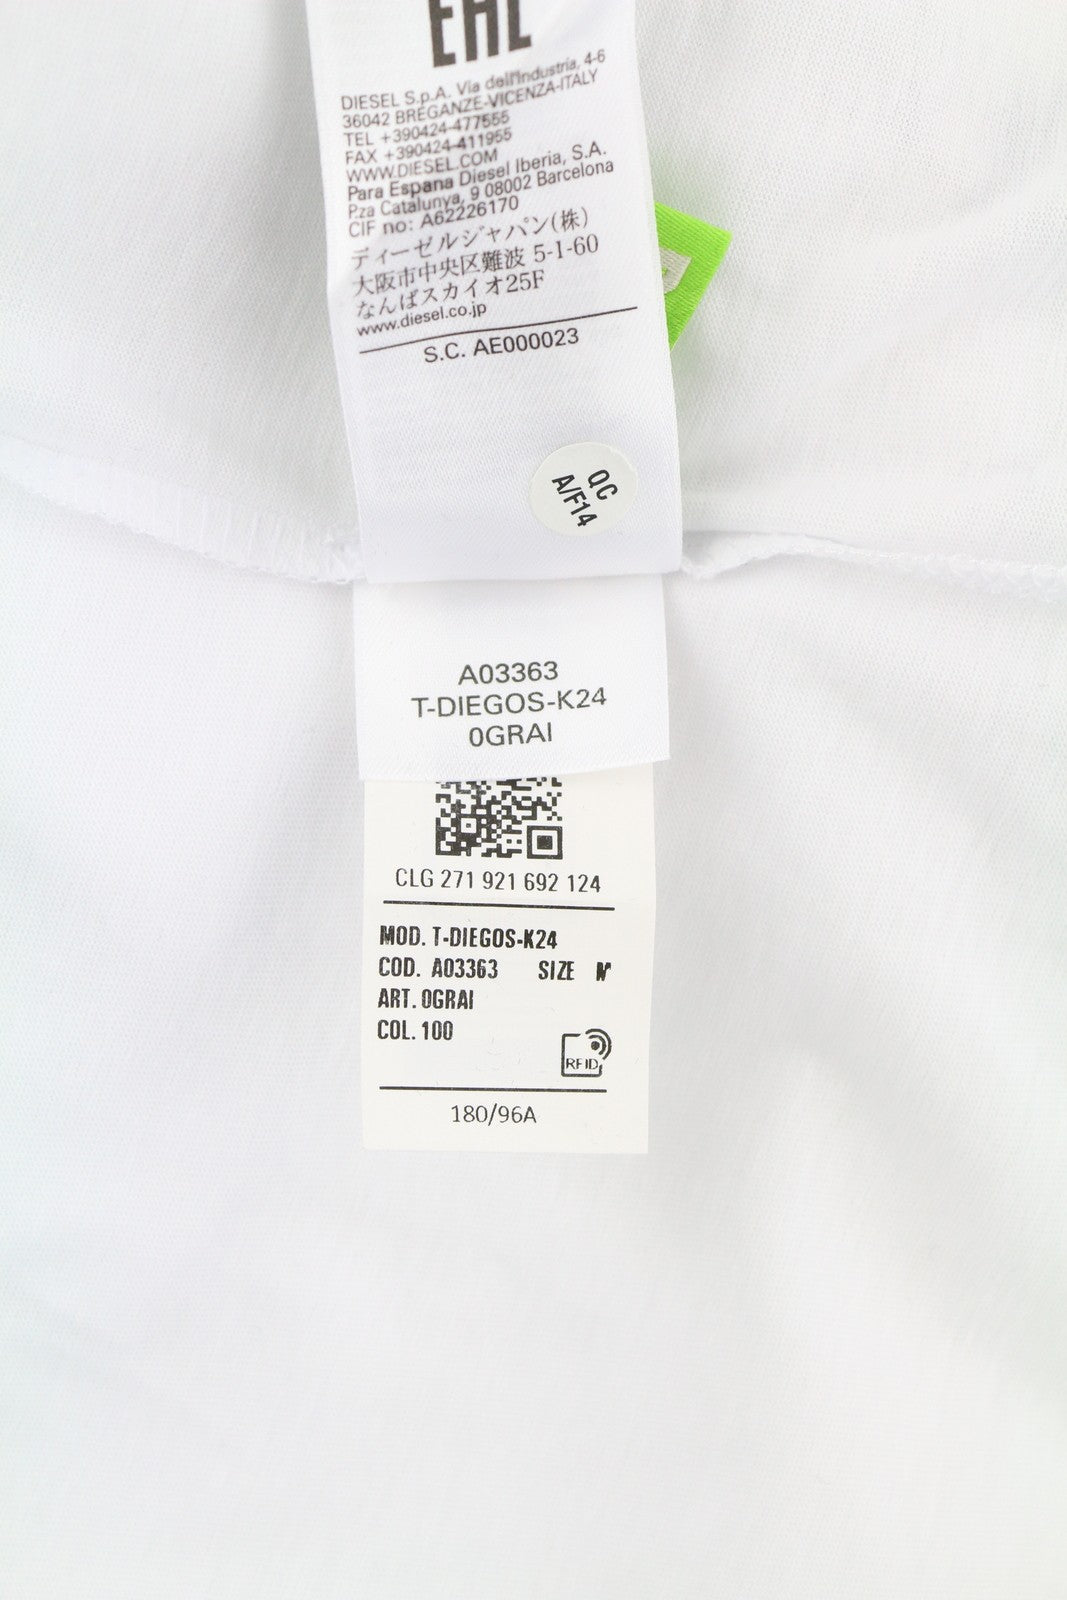 EAC
DIESEL S.p.A. Via dell'Industria, 4-6
36042 BREGANZE-VICENZA-ITALY
TEL +390424-477555
FAX +390424-411955
WWW.DIESEL.COM
Para Espana Diesel Iberia, S.A.
Pza Catalunya, 9 08002 Barcelona
CIF no: A62226170
ディーゼルジャパン(株)
大阪市中央区難波 5-1-60
なんばスカイオ25F
www.diesel.co.jp
S.C. AE000023
QC
A/F14
A03363
T-DIEGOS-K24
0GRAI
CLG 271 921 692 124
MOD. T-DIEGOS-K24
COD. A03363 SIZE M
ART. 0GRAI
COL. 100
RFID
180/96A